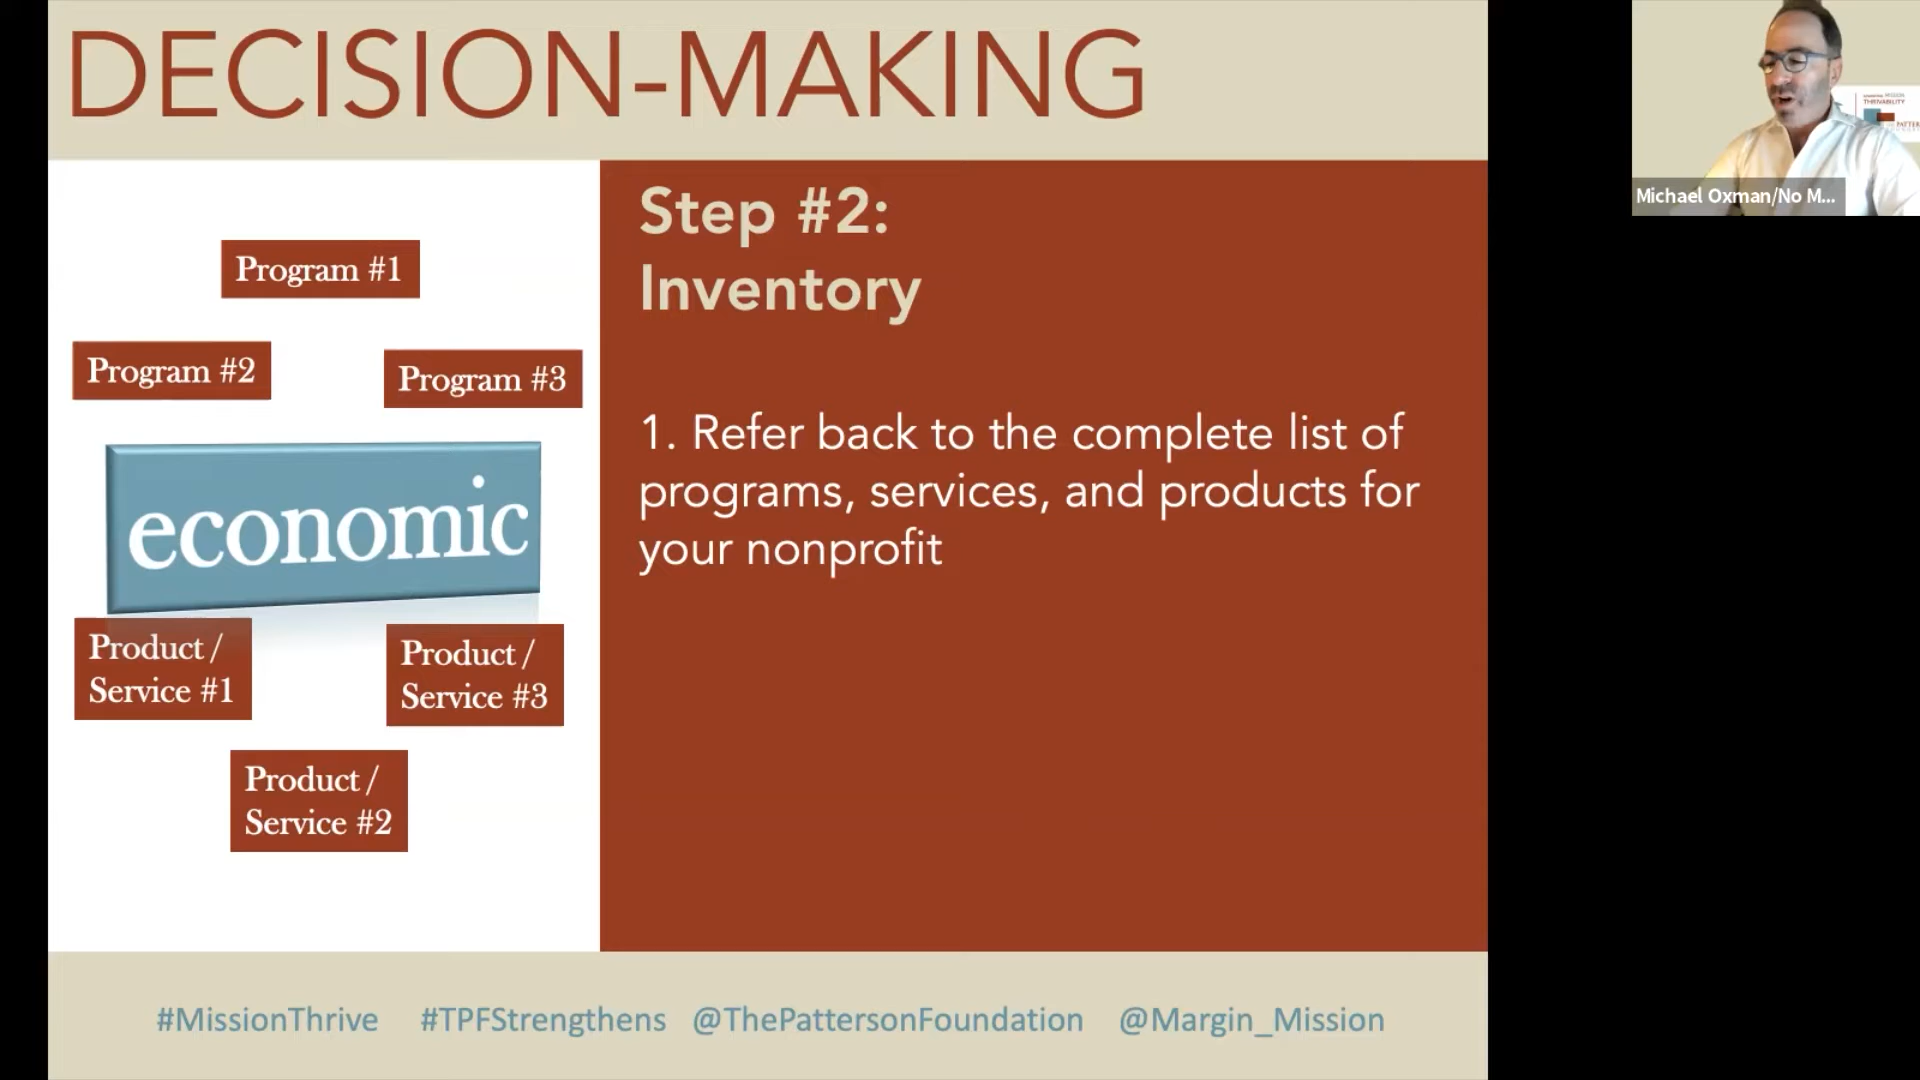 DECISION-MAKING
Program #1
Program #2
Program #3
economic
Product /
Service #1
Product /
Service #3
Product /
Service #2
Step #2:
Inventory
1. Refer back to the complete list of
programs, services, and products for
your nonprofit
#MissionThrive #TPFStrengthens @ThePattersonFoundation @Margin_Mission
THRIVABILITY
Michael Oxman/No M...